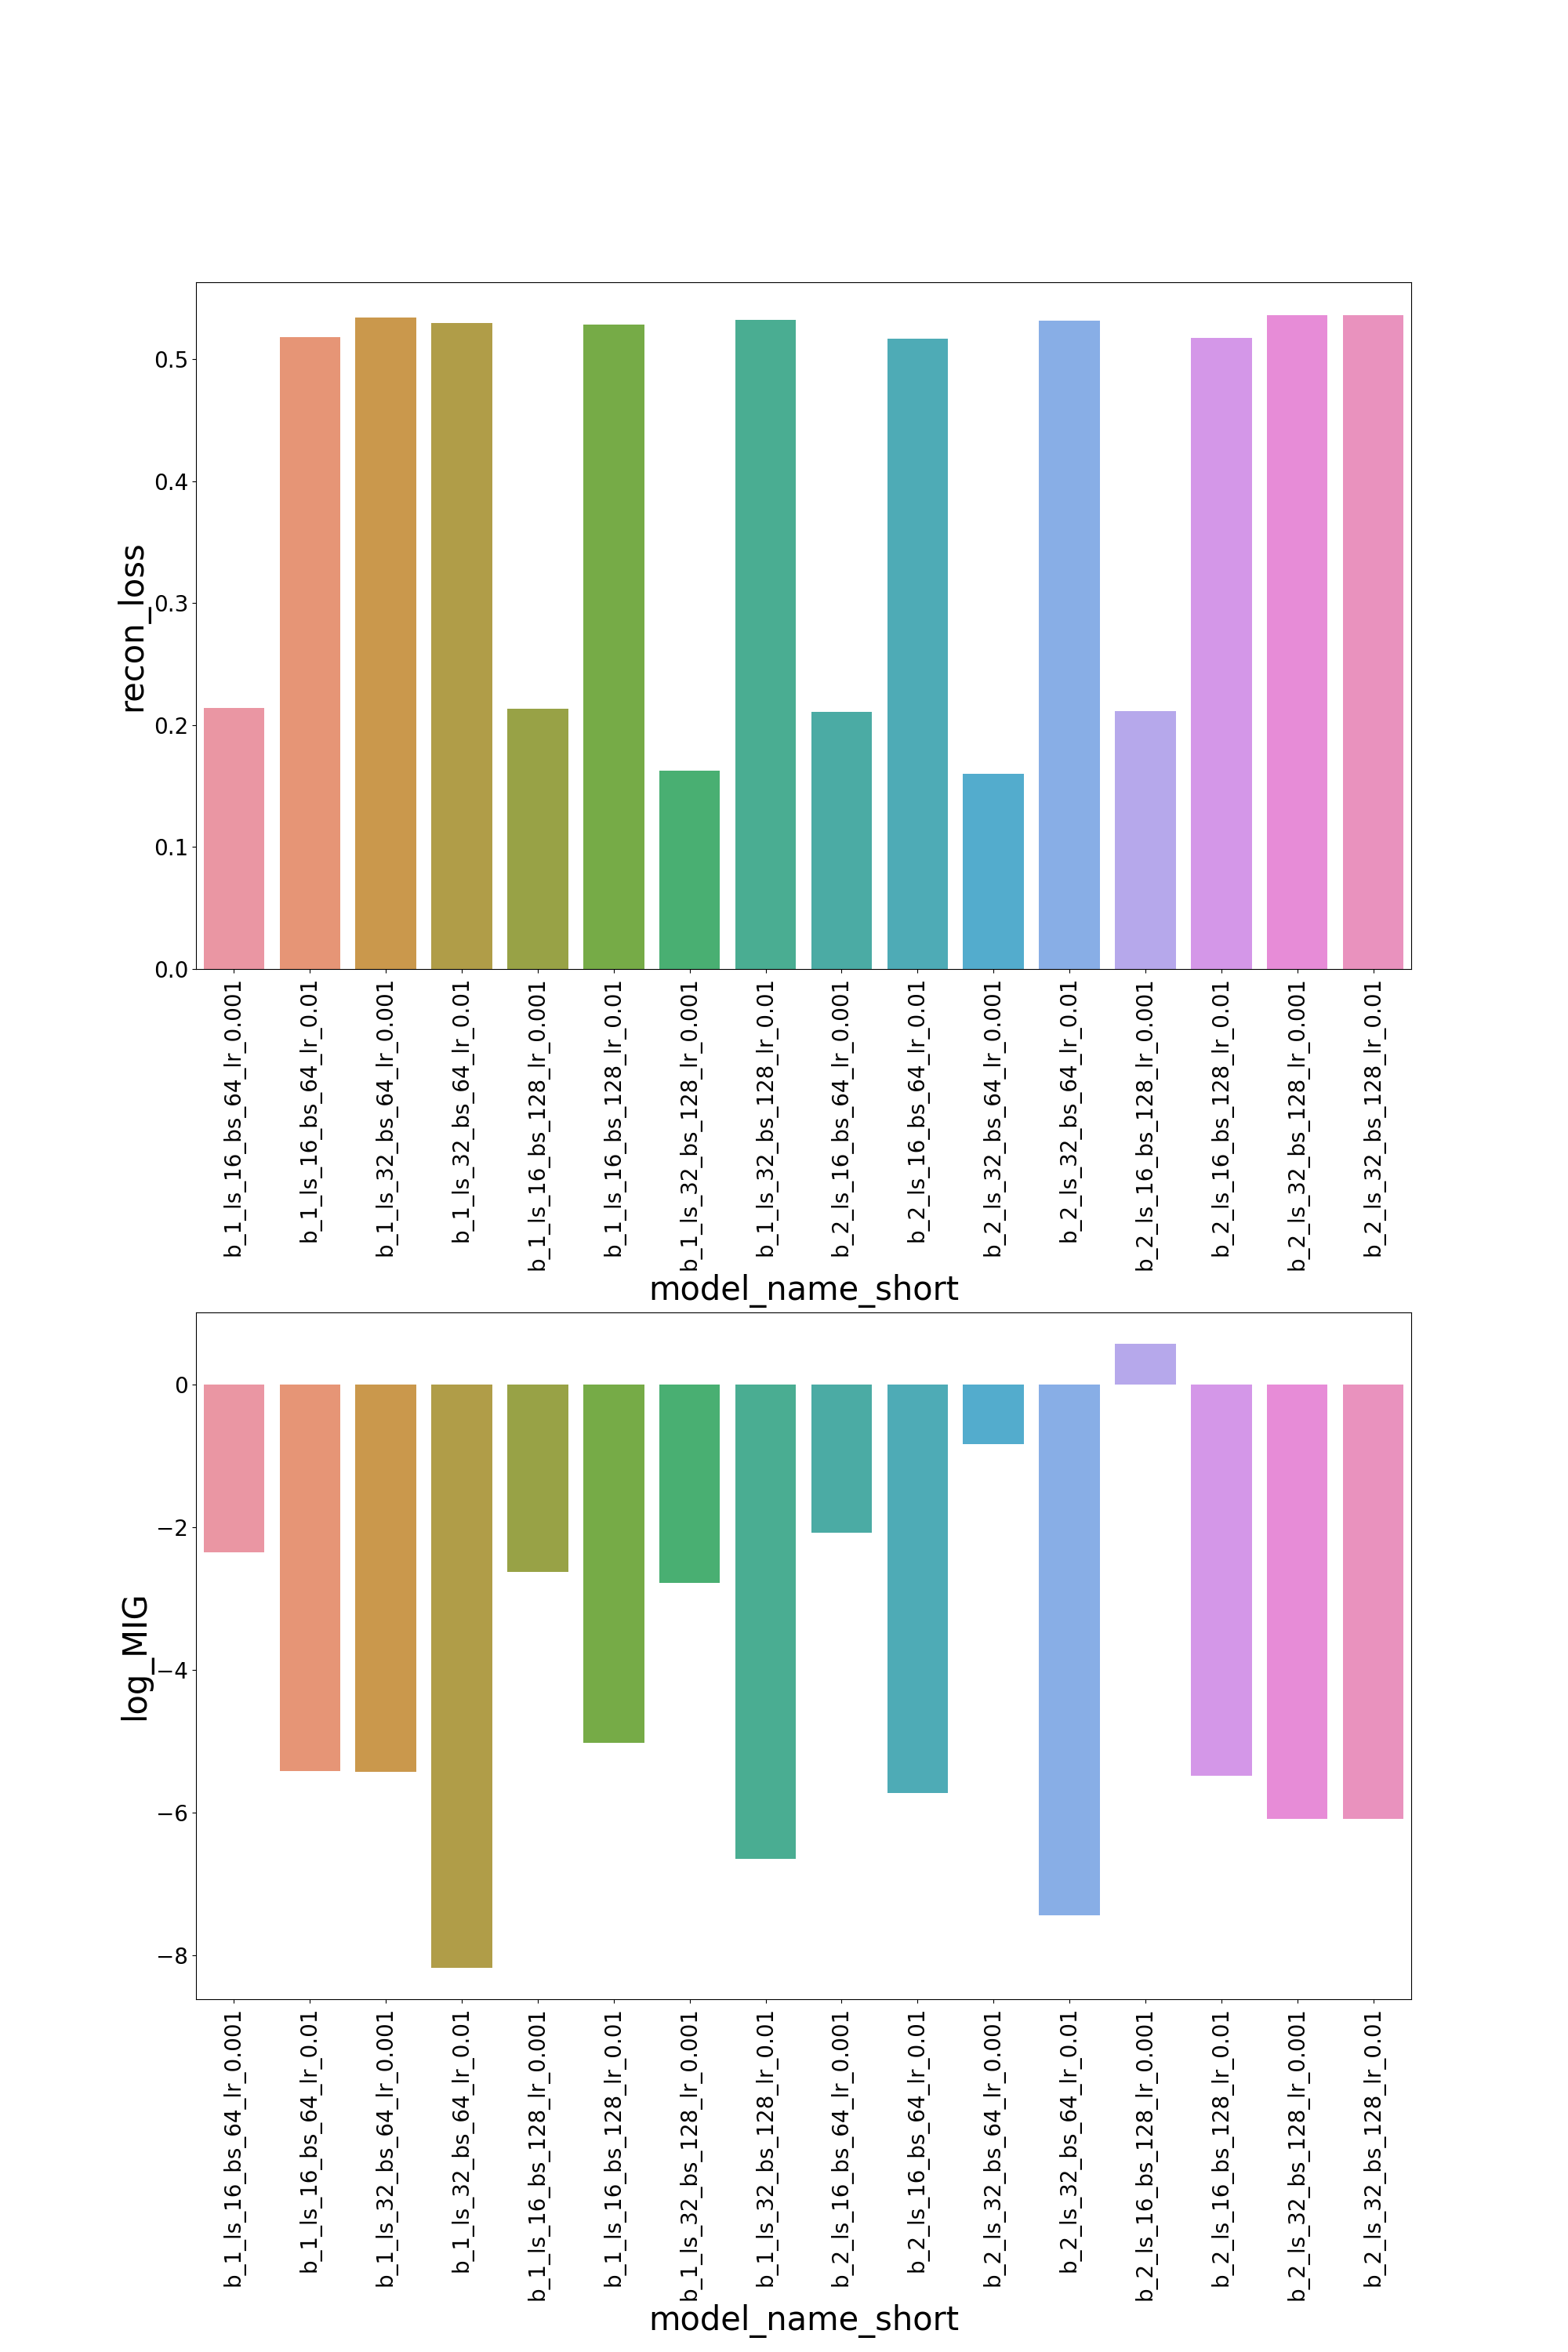 0.5
0.4
0.3
0.2
0.1
0.0
recon_loss
b_1_ls_16_bs_64_lr_0.001
b_1_ls_16_bs_64_lr_0.01
b_1_ls_32_bs_64_lr_0.001
b_1_ls_32_bs_64_lr_0.01
b_1_ls_16_bs_128_lr_0.001
b_1_ls_16_bs_128_lr_0.01
b_1_ls_32_bs_128_lr_0.001
b_1_ls_32_bs_128_lr_0.01
b_2_ls_16_bs_64_lr_0.001
b_2_ls_16_bs_64_lr_0.01
b_2_ls_32_bs_64_lr_0.001
b_2_ls_32_bs_64_lr_0.01
b_2_ls_16_bs_128_lr_0.001
b_2_ls_16_bs_128_lr_0.01
b_2_ls_32_bs_128_lr_0.001
b_2_ls_32_bs_128_lr_0.01
model_name_short
0
−2
−4
−6
−8
log_MIG
b_1_ls_16_bs_64_lr_0.001
b_1_ls_16_bs_64_lr_0.01
b_1_ls_32_bs_64_lr_0.001
b_1_ls_32_bs_64_lr_0.01
b_1_ls_16_bs_128_lr_0.001
b_1_ls_16_bs_128_lr_0.01
b_1_ls_32_bs_128_lr_0.001
b_1_ls_32_bs_128_lr_0.01
b_2_ls_16_bs_64_lr_0.001
b_2_ls_16_bs_64_lr_0.01
b_2_ls_32_bs_64_lr_0.001
b_2_ls_32_bs_64_lr_0.01
b_2_ls_16_bs_128_lr_0.001
b_2_ls_16_bs_128_lr_0.01
b_2_ls_32_bs_128_lr_0.001
b_2_ls_32_bs_128_lr_0.01
model_name_short